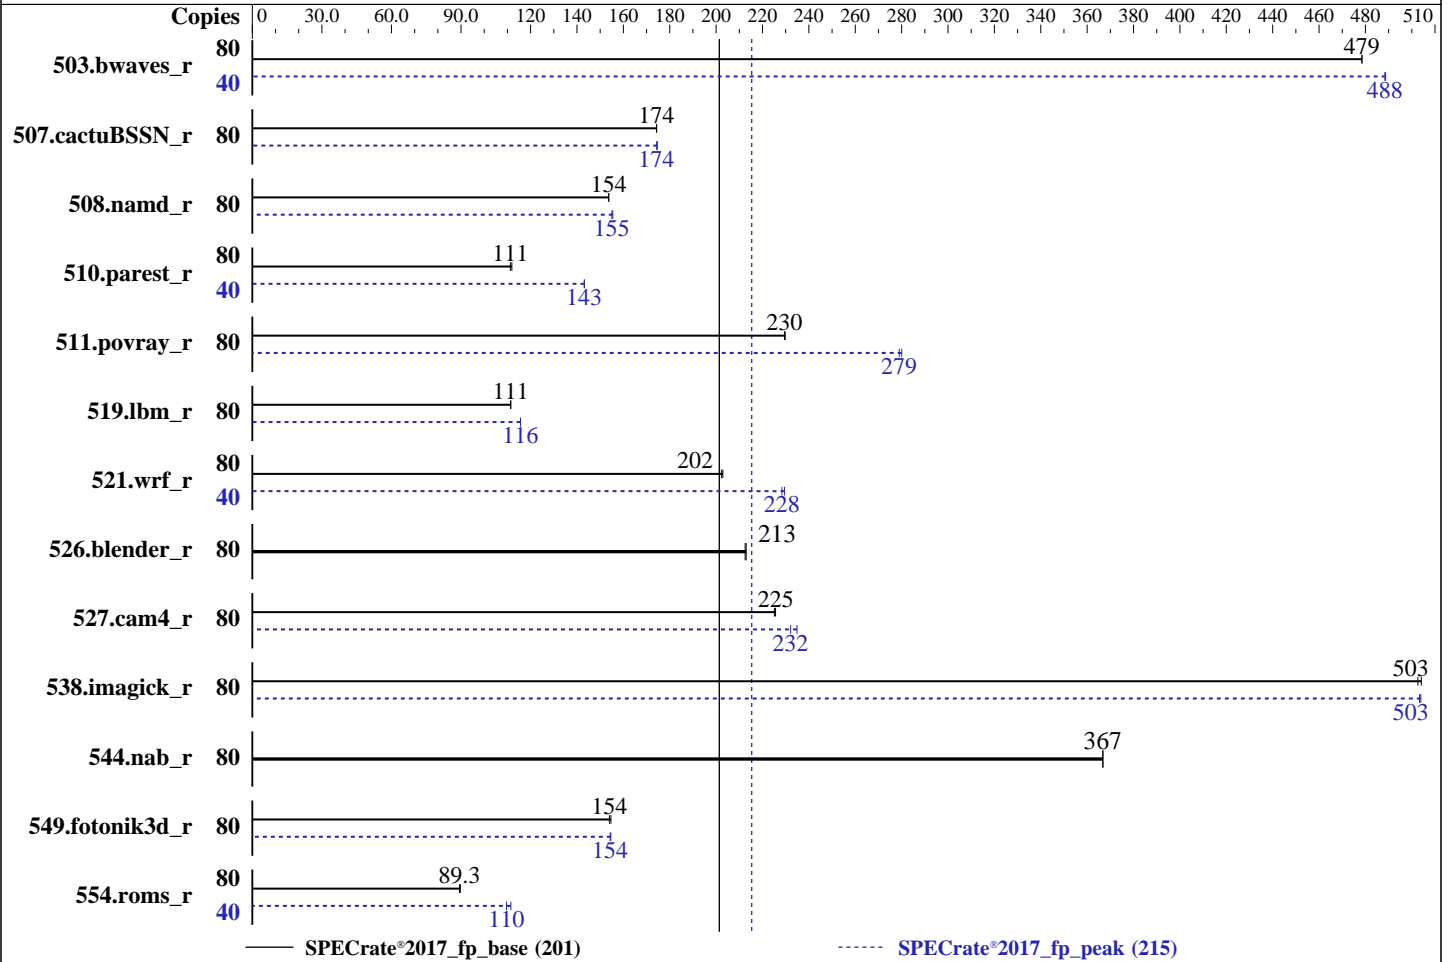 Copies 0 30.0 60.0 90.0 120 140 160 180 200 220 240 260 280 300 320 340 360 380 400 420 440 460 480 510
503.bwaves_r 80 479
40 488
507.cactuBSSN_r 80 174
174
508.namd_r 80 154
155
510.parest_r 80 111
40 143
511.povray_r 80 230
279
519.lbm_r 80 111
116
521.wrf_r 80 202
40 228
526.blender_r 80 213
527.cam4_r 80 225
232
538.imagick_r 80 503
503
544.nab_r 80 367
549.fotonik3d_r 80 154
154
554.roms_r 80 89.3
40 110
SPECrate®2017_fp_base (201) SPECrate®2017_fp_peak (215)